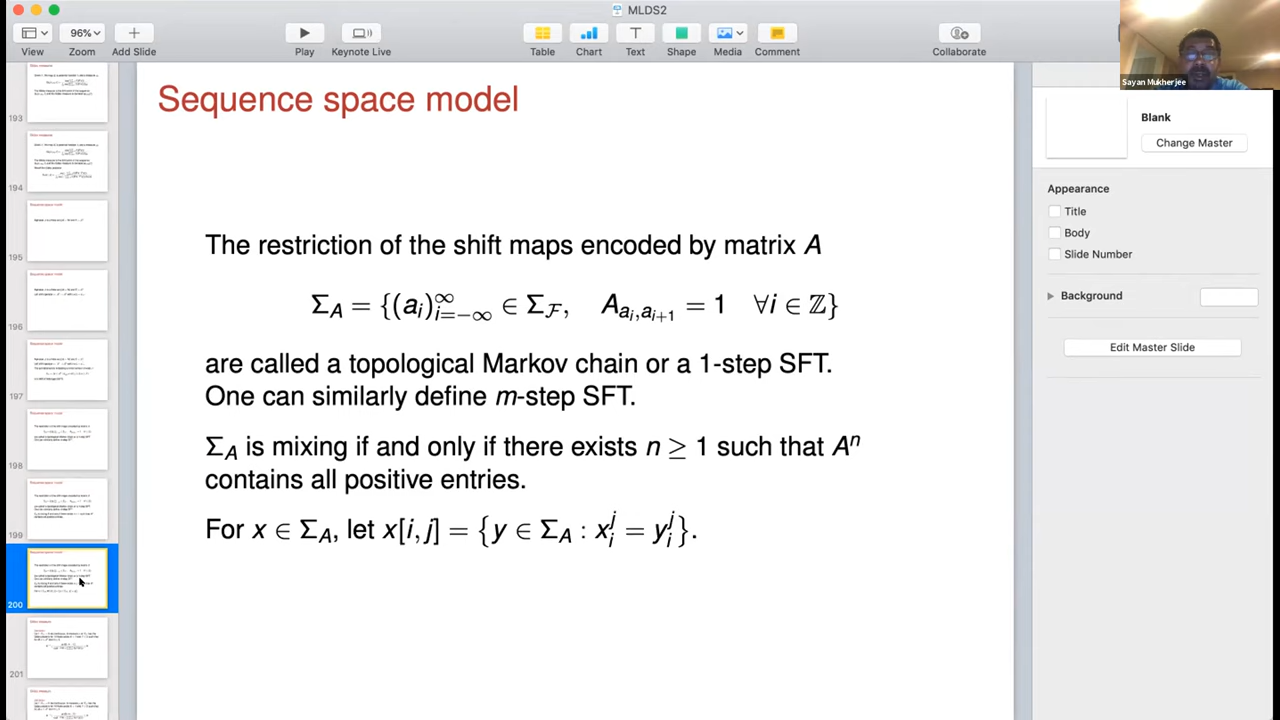 MLDS2
96%
View
Zoom
Add Slide
Play
Keynote Live
Table
Chart
Text
Shape
Media
Comment
Collaborate
Sayan Mukherjee
193
194
195
196
197
198
199
200
201
Sequence space model
The restriction of the shift maps encoded by matrix A
Σ_A = {(a_i)_{i=−∞}^∞ ∈ Σ_ℱ, A_{a_i,a_{i+1}} = 1 ∀i ∈ ℤ}
are called a topological Markov chain or a 1-step SFT.
One can similarly define m-step SFT.
Σ_A is mixing if and only if there exists n ≥ 1 such that A^n
contains all positive entries.
For x ∈ Σ_A, let x[i, j] = {y ∈ Σ_A : x_i^j = y_i^j}.
Blank
Change Master
Appearance
Title
Body
Slide Number
Background
Edit Master Slide